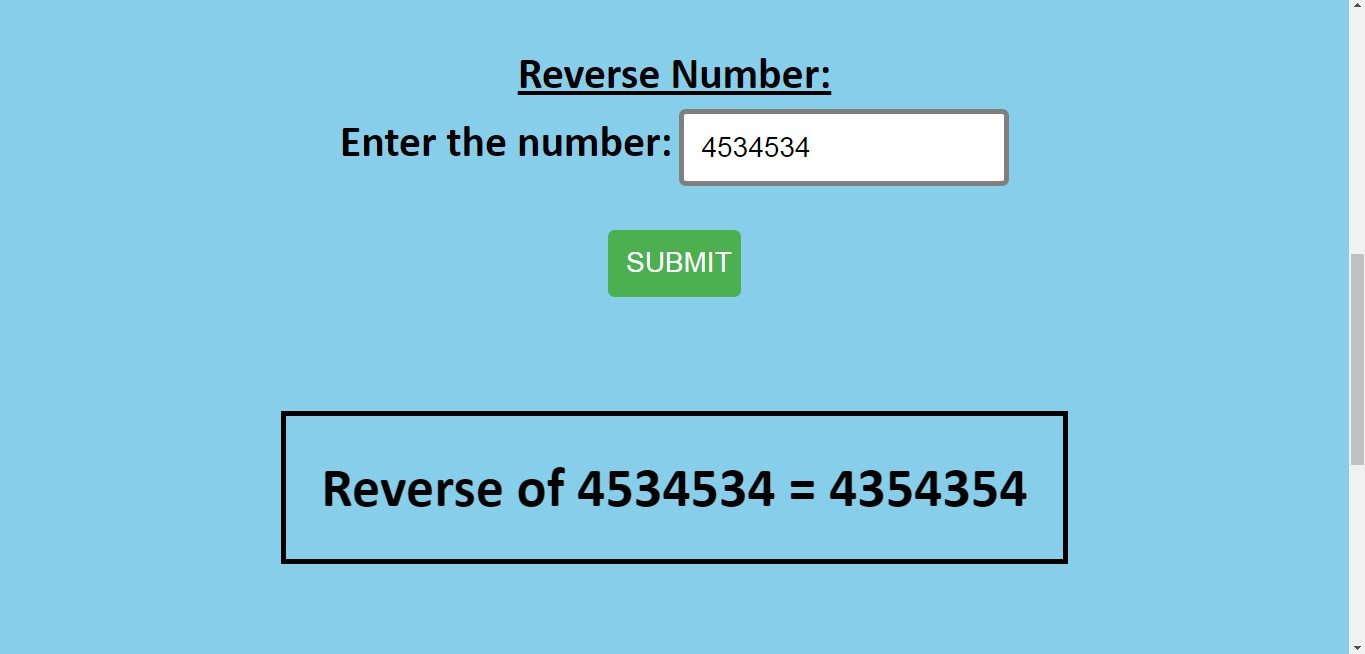 Reverse Number:
Enter the number: 4534534
SUBMIT
Reverse of 4534534 = 4354354